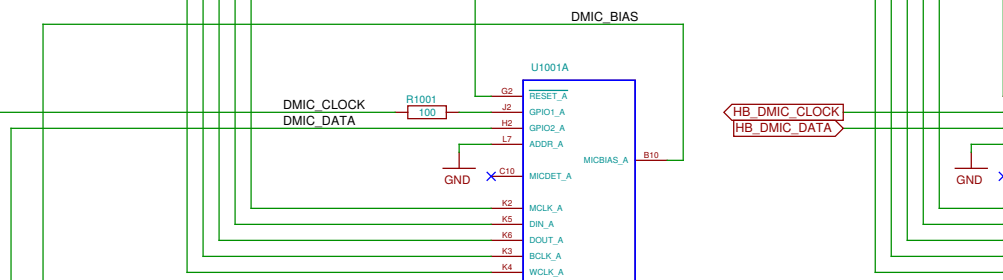 DMIC_BIAS
U1001A
G2 RESET_A
DMIC_CLOCK R1001 100 J2 GPIO1_A HB_DMIC_CLOCK
DMIC_DATA H2 GPIO2_A HB_DMIC_DATA
L7 ADDR_A
MICBIAS_A B10
GND C10 MICDET_A GND
K2 MCLK_A
K5 DIN_A
K6 DOUT_A
K3 BCLK_A
K4 WCLK_A